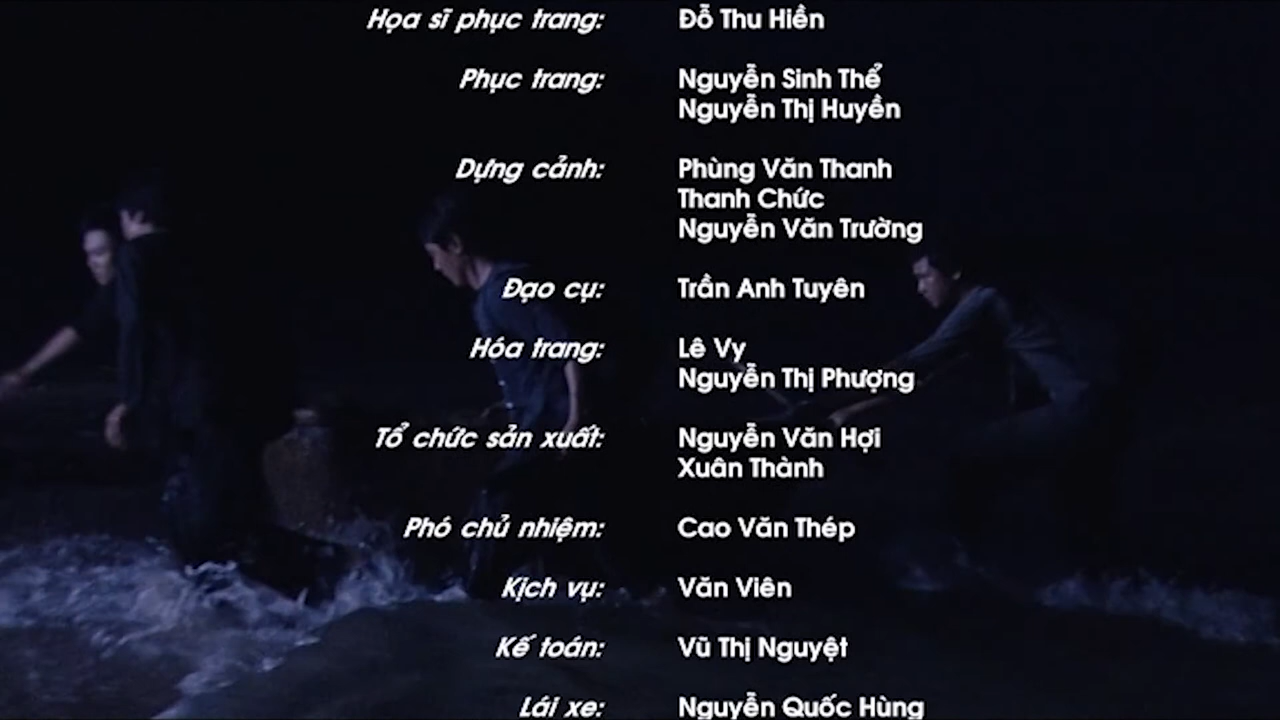 Họa sĩ phục trang: Đỗ Thu Hiền
Phục trang: Nguyễn Sinh Thể
Nguyễn Thị Huyền
Dựng cảnh: Phùng Văn Thanh
Thanh Chức
Nguyễn Văn Trường
Đạo cụ: Trần Anh Tuyên
Hóa trang: Lê Vy
Nguyễn Thị Phượng
Tổ chức sản xuất: Nguyễn Văn Hợi
Xuân Thành
Phó chủ nhiệm: Cao Văn Thép
Kịch vụ: Văn Viên
Kế toán: Vũ Thị Nguyệt
Lái xe: Nguyễn Quốc Hùng